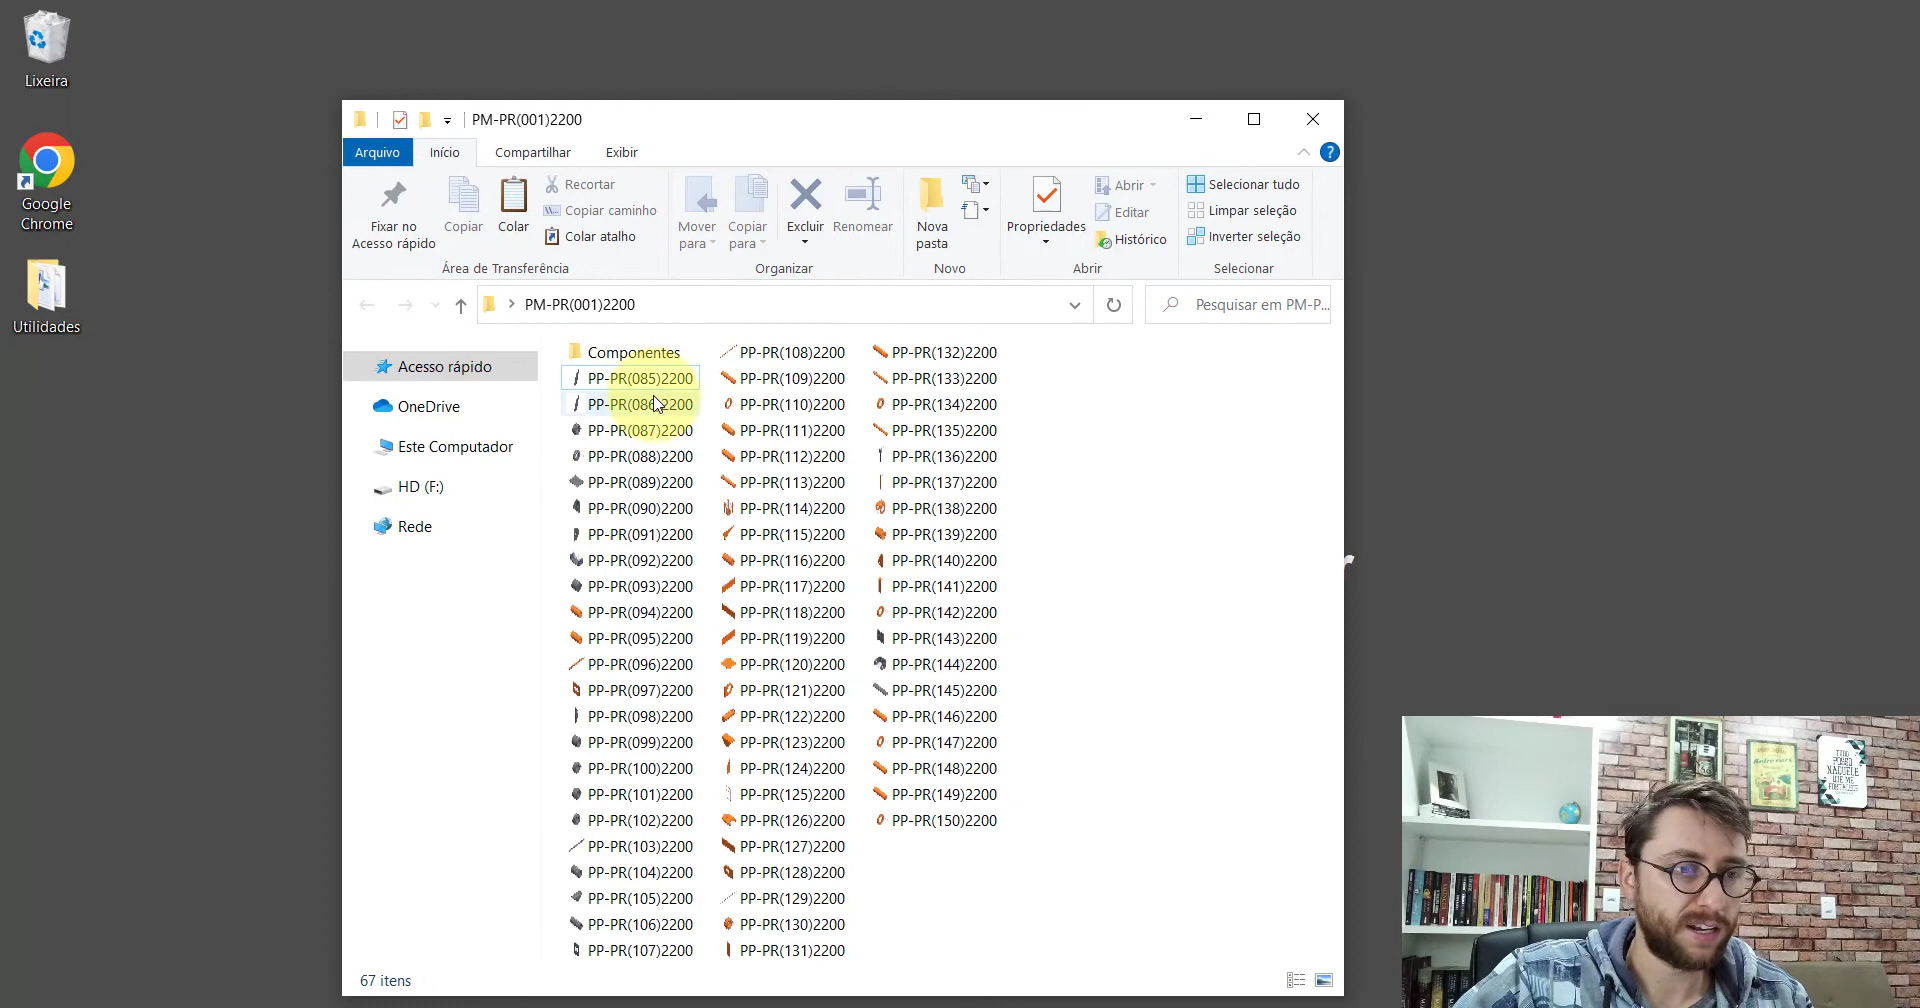 Lixeira
Google
Chrome
Utilidades
PM-PR(001)2200
Arquivo
Início
Compartilhar
Exibir
Fixar no
Acesso rápido
Copiar
Colar
Recortar
Copiar caminho
Colar atalho
Área de Transferência
Mover
para
Copiar
para
Excluir
Renomear
Organizar
Nova
pasta
Novo
Propriedades
Abrir
Editar
Histórico
Abrir
Selecionar tudo
Limpar seleção
Inverter seleção
Selecionar
PM-PR(001)2200
Pesquisar em PM-P...
Acesso rápido
OneDrive
Este Computador
HD (F:)
Rede
Componentes
PP-PR(085)2200
PP-PR(086)2200
PP-PR(087)2200
PP-PR(088)2200
PP-PR(089)2200
PP-PR(090)2200
PP-PR(091)2200
PP-PR(092)2200
PP-PR(093)2200
PP-PR(094)2200
PP-PR(095)2200
PP-PR(096)2200
PP-PR(097)2200
PP-PR(098)2200
PP-PR(099)2200
PP-PR(100)2200
PP-PR(101)2200
PP-PR(102)2200
PP-PR(103)2200
PP-PR(104)2200
PP-PR(105)2200
PP-PR(106)2200
PP-PR(107)2200
PP-PR(108)2200
PP-PR(109)2200
PP-PR(110)2200
PP-PR(111)2200
PP-PR(112)2200
PP-PR(113)2200
PP-PR(114)2200
PP-PR(115)2200
PP-PR(116)2200
PP-PR(117)2200
PP-PR(118)2200
PP-PR(119)2200
PP-PR(120)2200
PP-PR(121)2200
PP-PR(122)2200
PP-PR(123)2200
PP-PR(124)2200
PP-PR(125)2200
PP-PR(126)2200
PP-PR(127)2200
PP-PR(128)2200
PP-PR(129)2200
PP-PR(130)2200
PP-PR(131)2200
PP-PR(132)2200
PP-PR(133)2200
PP-PR(134)2200
PP-PR(135)2200
PP-PR(136)2200
PP-PR(137)2200
PP-PR(138)2200
PP-PR(139)2200
PP-PR(140)2200
PP-PR(141)2200
PP-PR(142)2200
PP-PR(143)2200
PP-PR(144)2200
PP-PR(145)2200
PP-PR(146)2200
PP-PR(147)2200
PP-PR(148)2200
PP-PR(149)2200
PP-PR(150)2200
67 itens
TUDO
POSSO
NAQUELE
QUE ME
FORTALECE